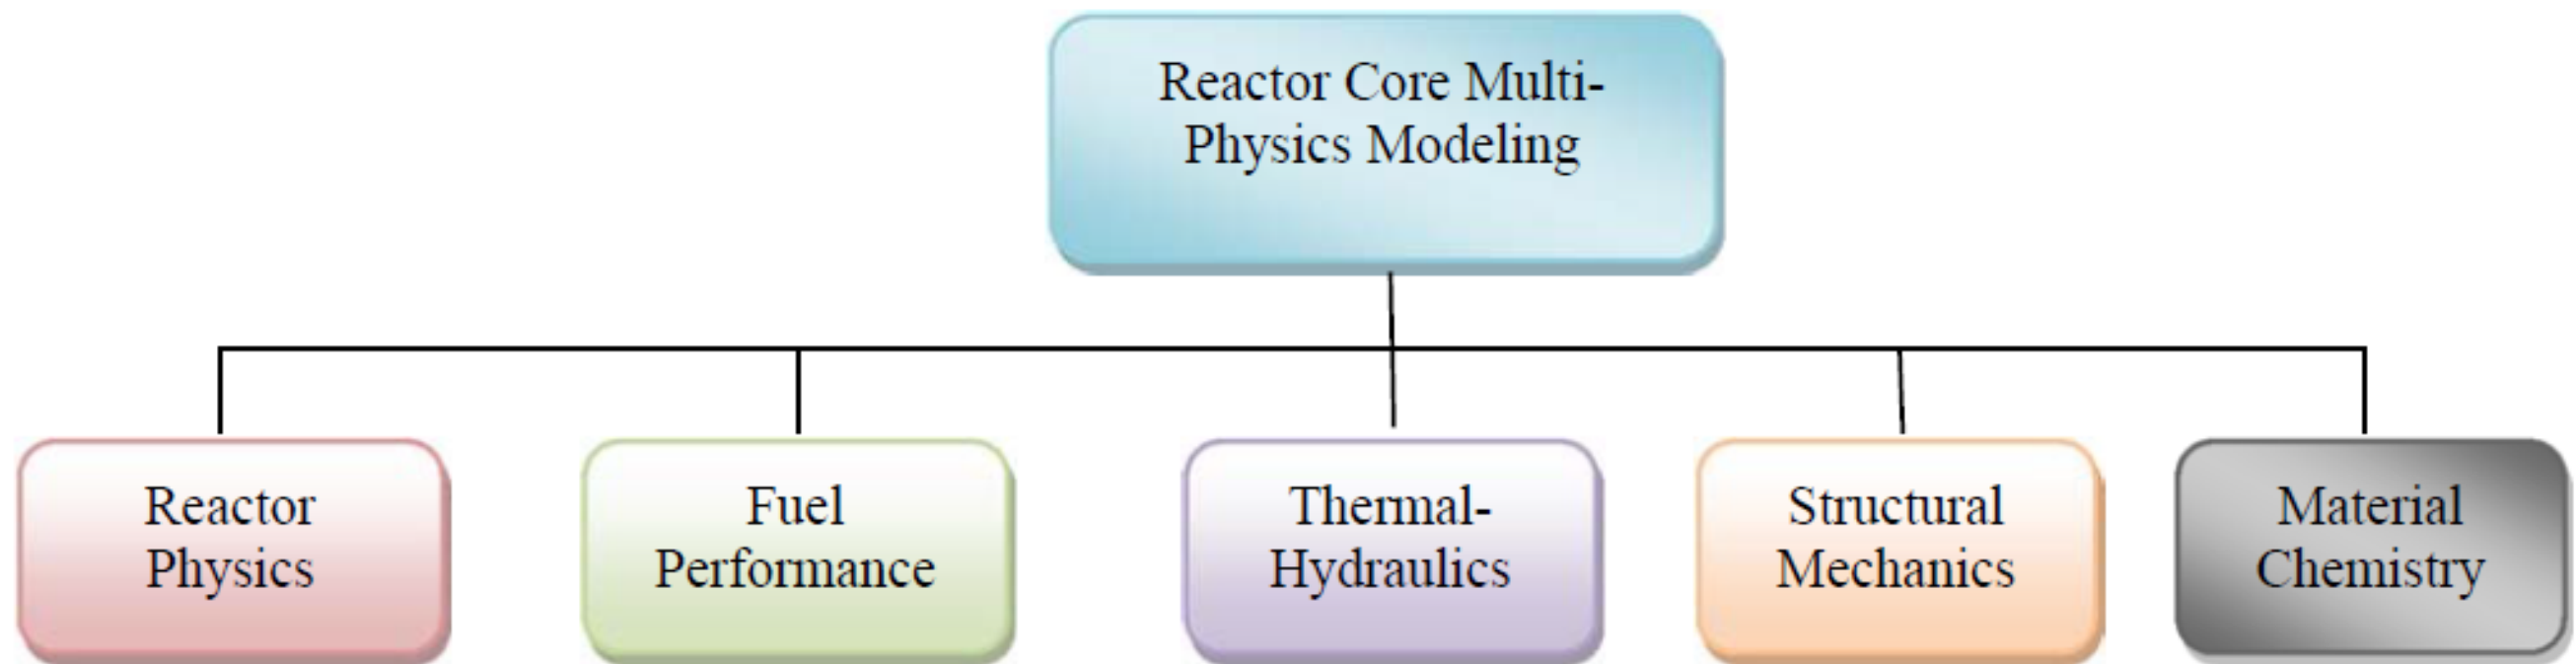 Reactor Core Multi-
Physics Modeling
Reactor
Physics
Fuel
Performance
Thermal-
Hydraulics
Structural
Mechanics
Material
Chemistry